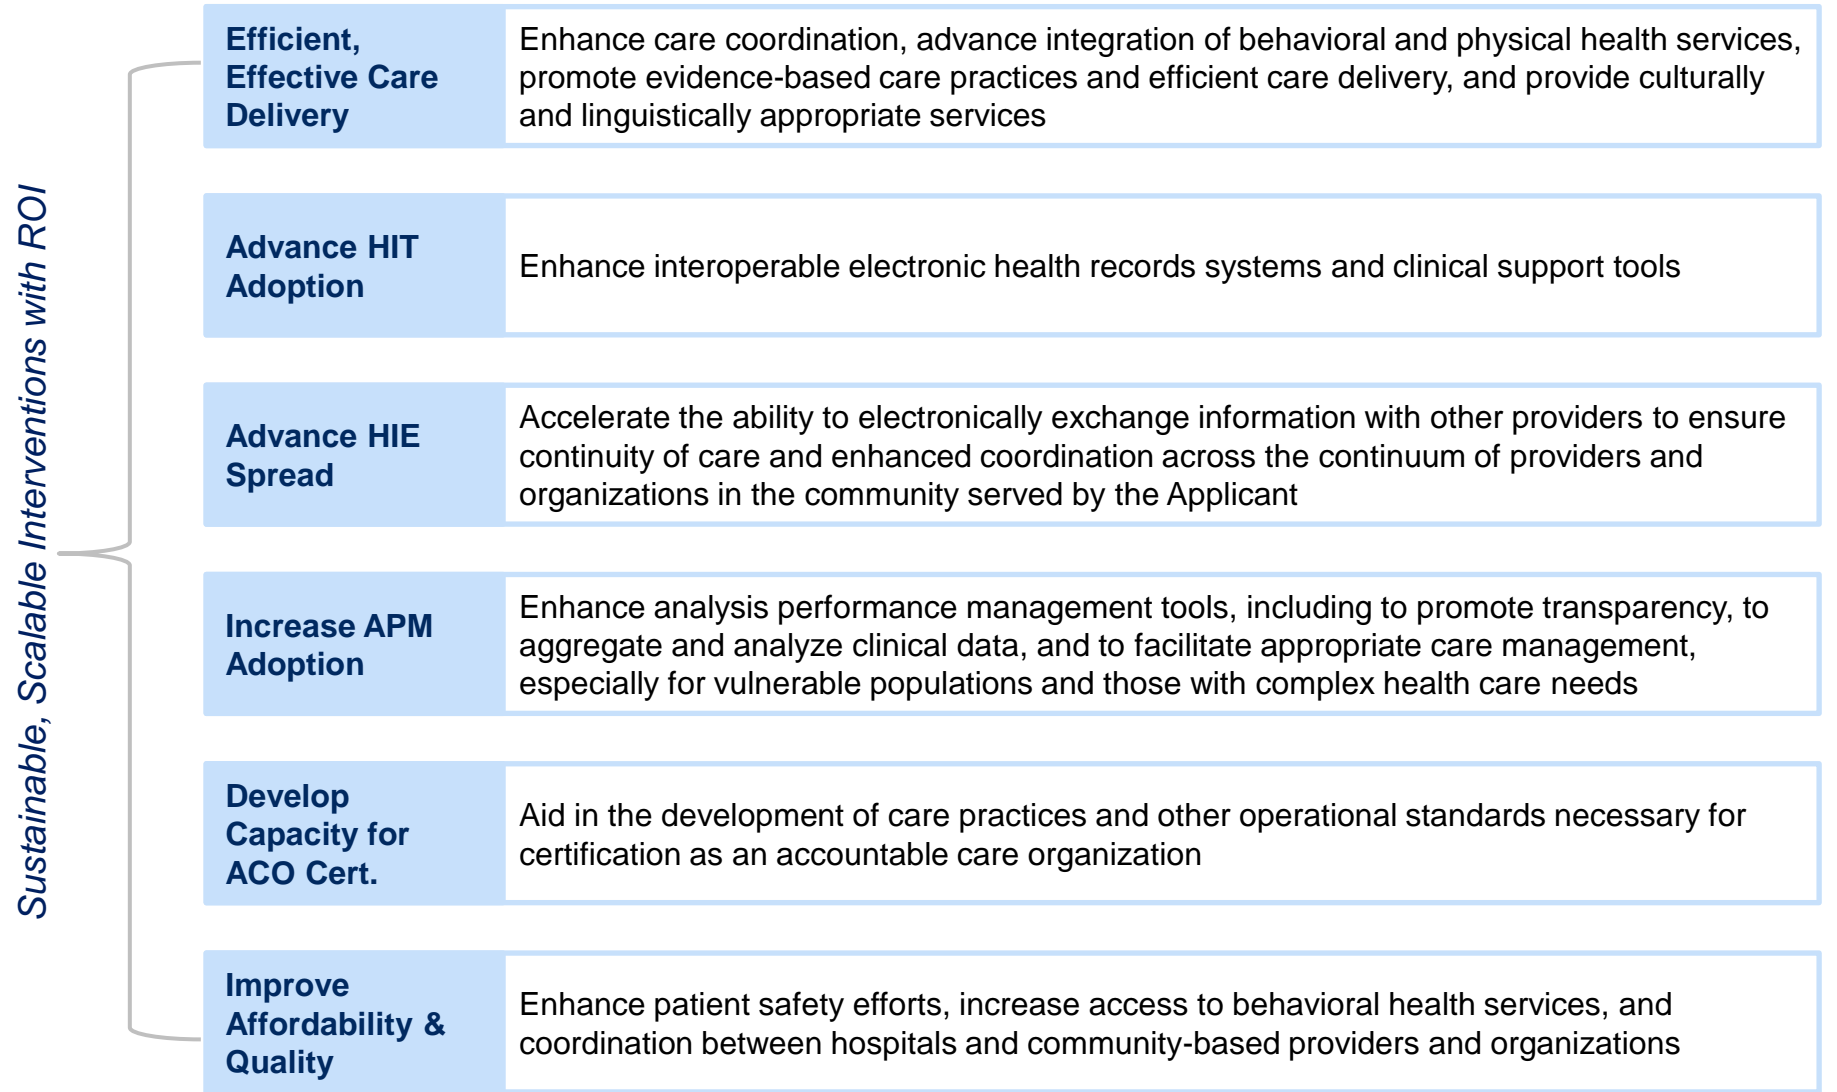 Sustainable, Scalable Interventions with ROI
Efficient,
Effective Care
Delivery
Enhance care coordination, advance integration of behavioral and physical health services,
promote evidence-based care practices and efficient care delivery, and provide culturally
and linguistically appropriate services
Advance HIT
Adoption
Enhance interoperable electronic health records systems and clinical support tools
Advance HIE
Spread
Accelerate the ability to electronically exchange information with other providers to ensure
continuity of care and enhanced coordination across the continuum of providers and
organizations in the community served by the Applicant
Increase APM
Adoption
Enhance analysis performance management tools, including to promote transparency, to
aggregate and analyze clinical data, and to facilitate appropriate care management,
especially for vulnerable populations and those with complex health care needs
Develop
Capacity for
ACO Cert.
Aid in the development of care practices and other operational standards necessary for
certification as an accountable care organization
Improve
Affordability &
Quality
Enhance patient safety efforts, increase access to behavioral health services, and
coordination between hospitals and community-based providers and organizations